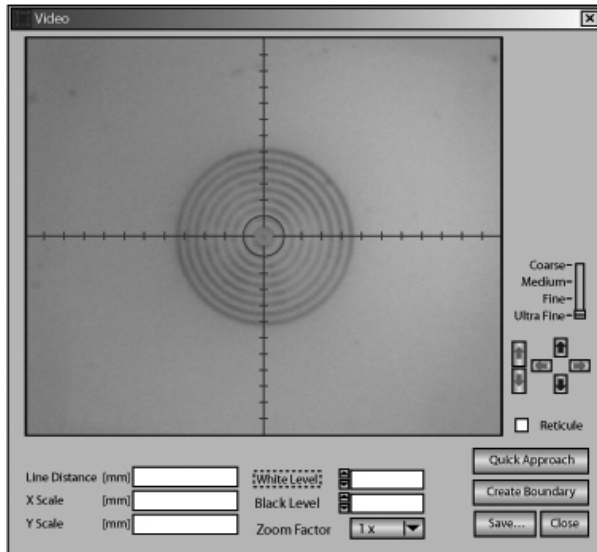 Video
Coarse
Medium
Fine
Ultra Fine
Reticule
Line Distance [mm]
X Scale [mm]
Y Scale [mm]
White Level
Black Level
Zoom Factor 1 x
Quick Approach
Create Boundary
Save... Close